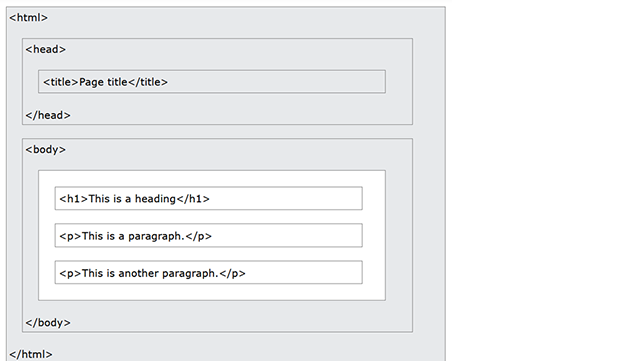 <html>
<head>
<title>Page title</title>
</head>
<body>
<h1>This is a heading</h1>
<p>This is a paragraph.</p>
<p>This is another paragraph.</p>
</body>
</html>